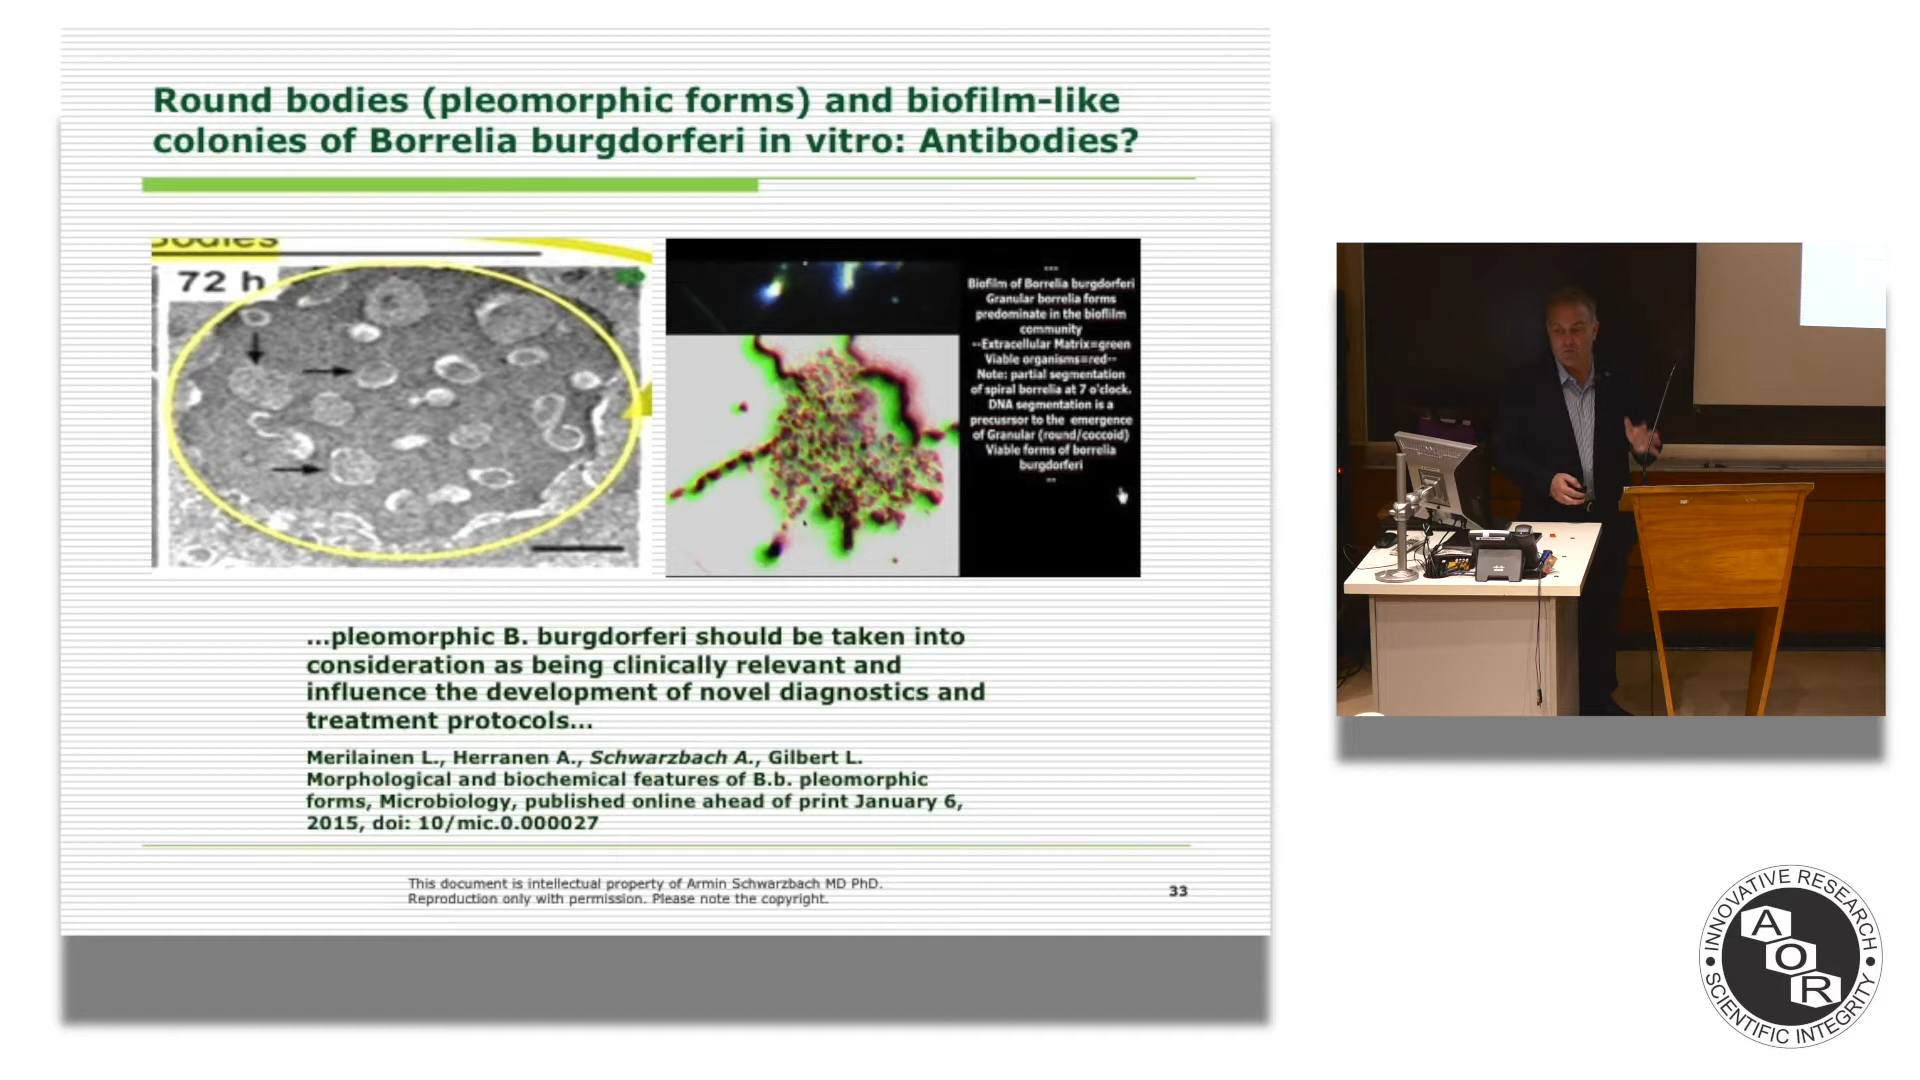 Round bodies (pleomorphic forms) and biofilm-like
colonies of Borrelia burgdorferi in vitro: Antibodies?
72 h
---
Biofilm of Borrelia burgdorferi
Granular borrelia forms
predominate in the biofilm
community
--Extracellular Matrix=green
Viable organisms=red--
Note: partial segmentation
of spiral borrelia at 7 o'clock.
DNA segmentation is a
precusrsor to the emergence
of Granular (round/coccoid)
Viable forms of borrelia
burgdorferi
--
...pleomorphic B. burgdorferi should be taken into
consideration as being clinically relevant and
influence the development of novel diagnostics and
treatment protocols...
Merilainen L., Herranen A., Schwarzbach A., Gilbert L.
Morphological and biochemical features of B.b. pleomorphic
forms, Microbiology, published online ahead of print January 6,
2015, doi: 10/mic.0.000027
This document is intellectual property of Armin Schwarzbach MD PhD.
Reproduction only with permission. Please note the copyright.
33
INNOVATIVE RESEARCH
AOR
SCIENTIFIC INTEGRITY